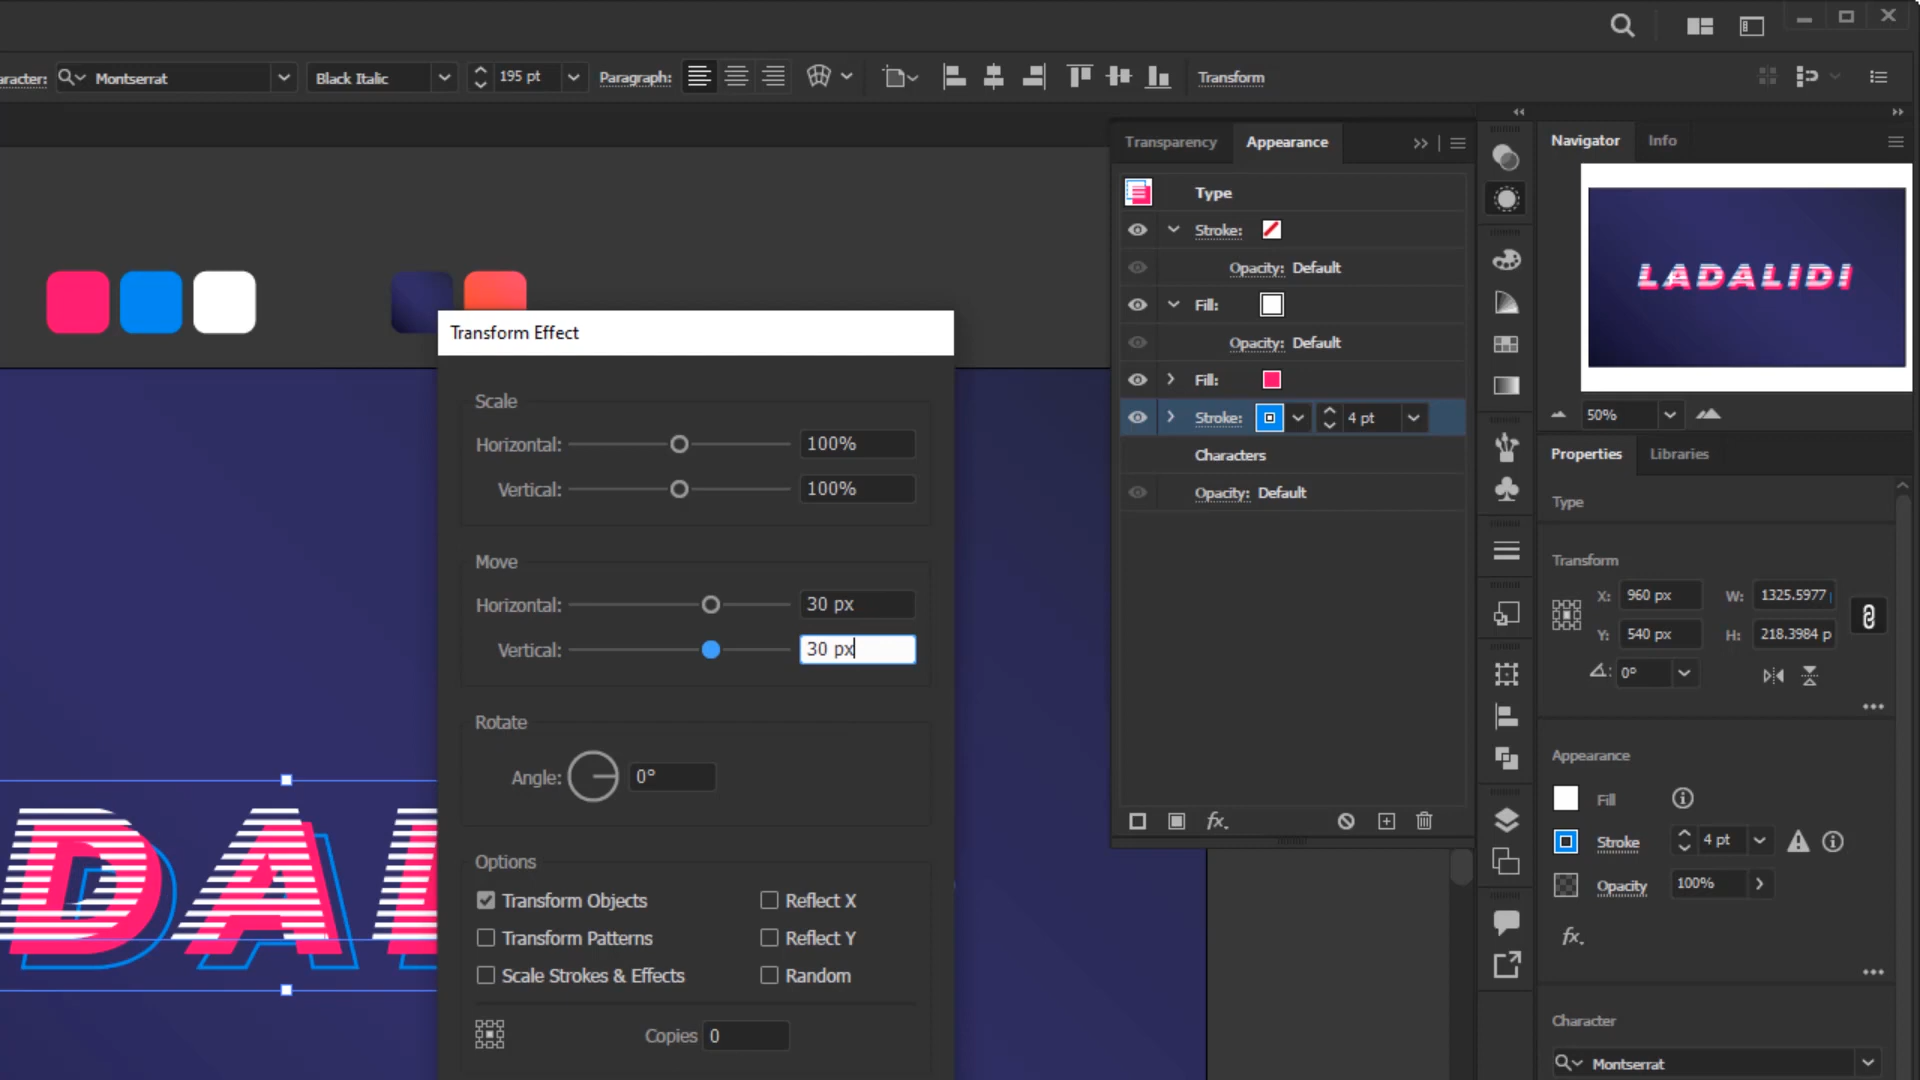 aracter: Montserrat Black Italic 195 pt Paragraph: Transform
Transparency Appearance
Type
Stroke:
Opacity: Default
Fill:
Opacity: Default
Fill:
Stroke: 4 pt
Characters
Opacity: Default
Navigator Info
LADALIDI
50%
Properties Libraries
Type
Transform
X: 960 px W: 1325.5977
Y: 540 px H: 218.3984 p
0°
Appearance
Fill
Stroke 4 pt
Opacity 100%
fx.
Character
Montserrat
fx.
Transform Effect
Scale
Horizontal: 100%
Vertical: 100%
Move
Horizontal: 30 px
Vertical: 30 px
Rotate
Angle: 0°
Options
Transform Objects Reflect X
Transform Patterns Reflect Y
Scale Strokes & Effects Random
Copies 0
DA